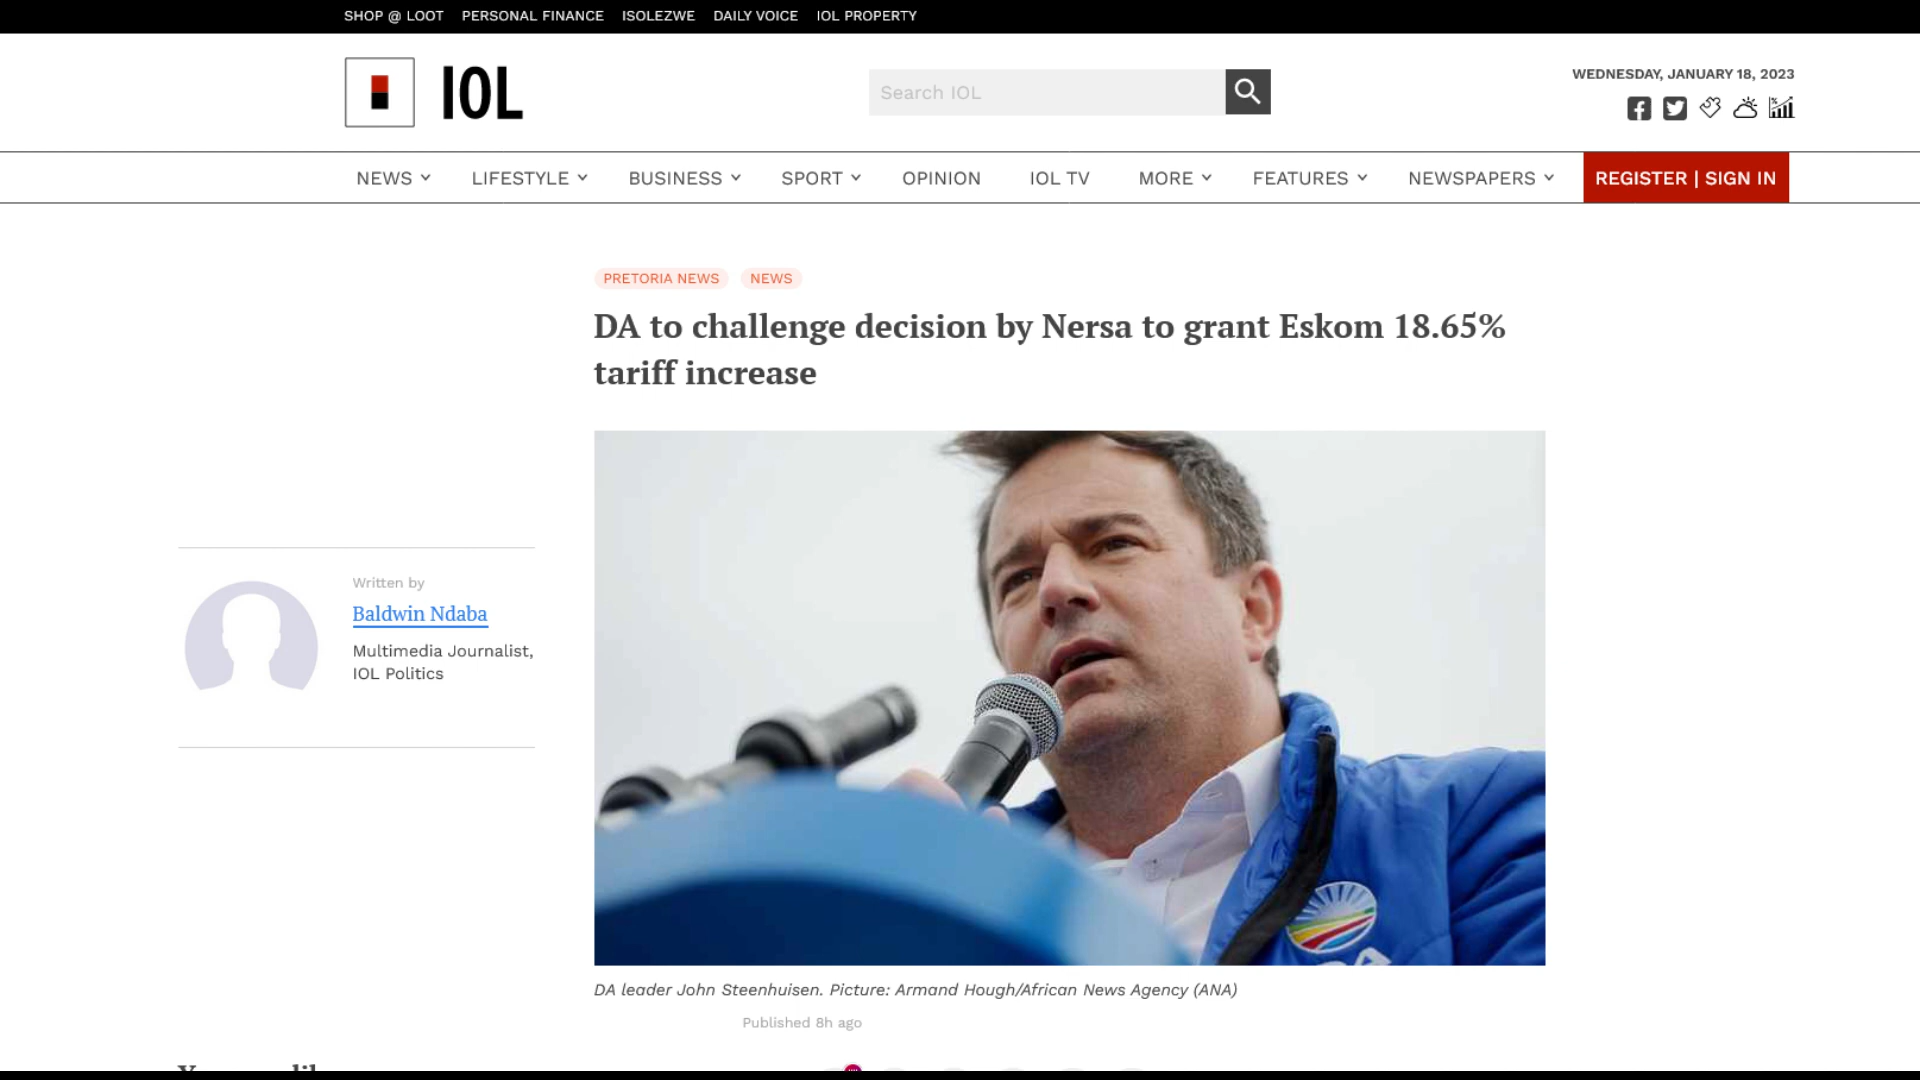 SHOP @ LOOT PERSONAL FINANCE ISOLEZWE DAILY VOICE IOL PROPERTY
IOL
Search IOL
WEDNESDAY, JANUARY 18, 2023
NEWS LIFESTYLE BUSINESS SPORT OPINION IOL TV MORE FEATURES NEWSPAPERS REGISTER | SIGN IN
PRETORIA NEWS NEWS
DA to challenge decision by Nersa to grant Eskom 18.65%
tariff increase
Written by
Baldwin Ndaba
Multimedia Journalist,
IOL Politics
DA leader John Steenhuisen. Picture: Armand Hough/African News Agency (ANA)
Published 8h ago